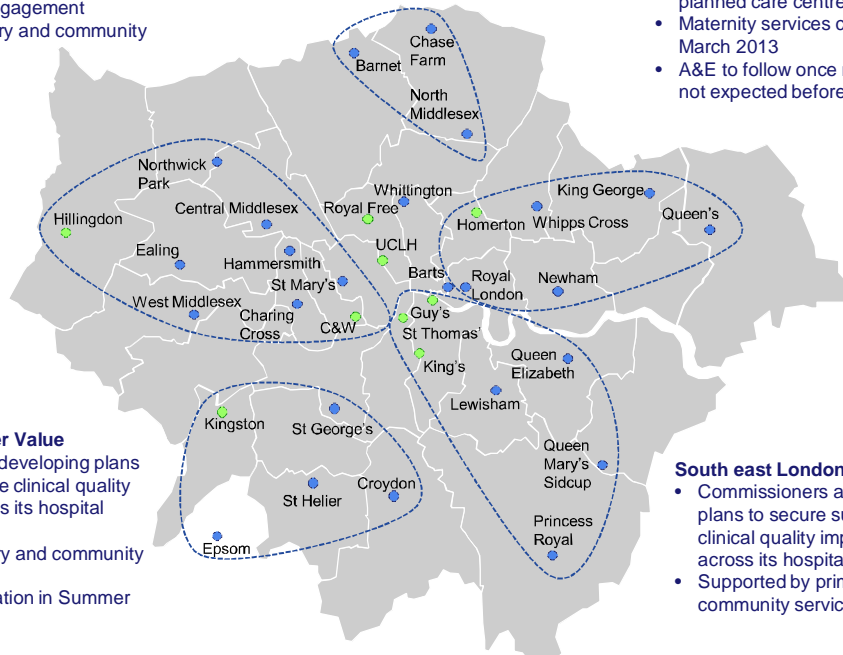 gagement
ry and community
planned care centre
• Maternity services
March 2013
• A&E to follow once
not expected before
Chase
Farm
Barnet
North
Middlesex
Northwick
Park
Whittington
King George
Central Middlesex
Royal Free
Queen's
Hillingdon
Homerton
Whipps Cross
Ealing
UCLH
Hammersmith
Barts
Royal
London
Newham
St Mary's
West Middlesex
Charing
Cross
C&W
Guy's
St Thomas'
King's
Queen
Elizabeth
Lewisham
Kingston
St George's
Queen
Mary's
Sidcup
St Helier
Croydon
Princess
Royal
Epsom
er Value
developing plans
e clinical quality
s its hospital
ry and community
ation in Summer
South east London
• Commissioners a
plans to secure su
clinical quality imp
across its hospita
• Supported by prin
community servic